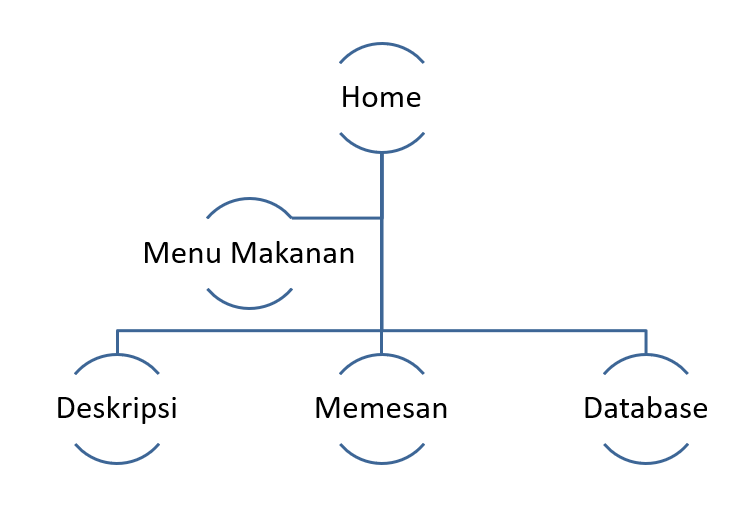 Home
Menu Makanan
Deskripsi
Memesan
Database